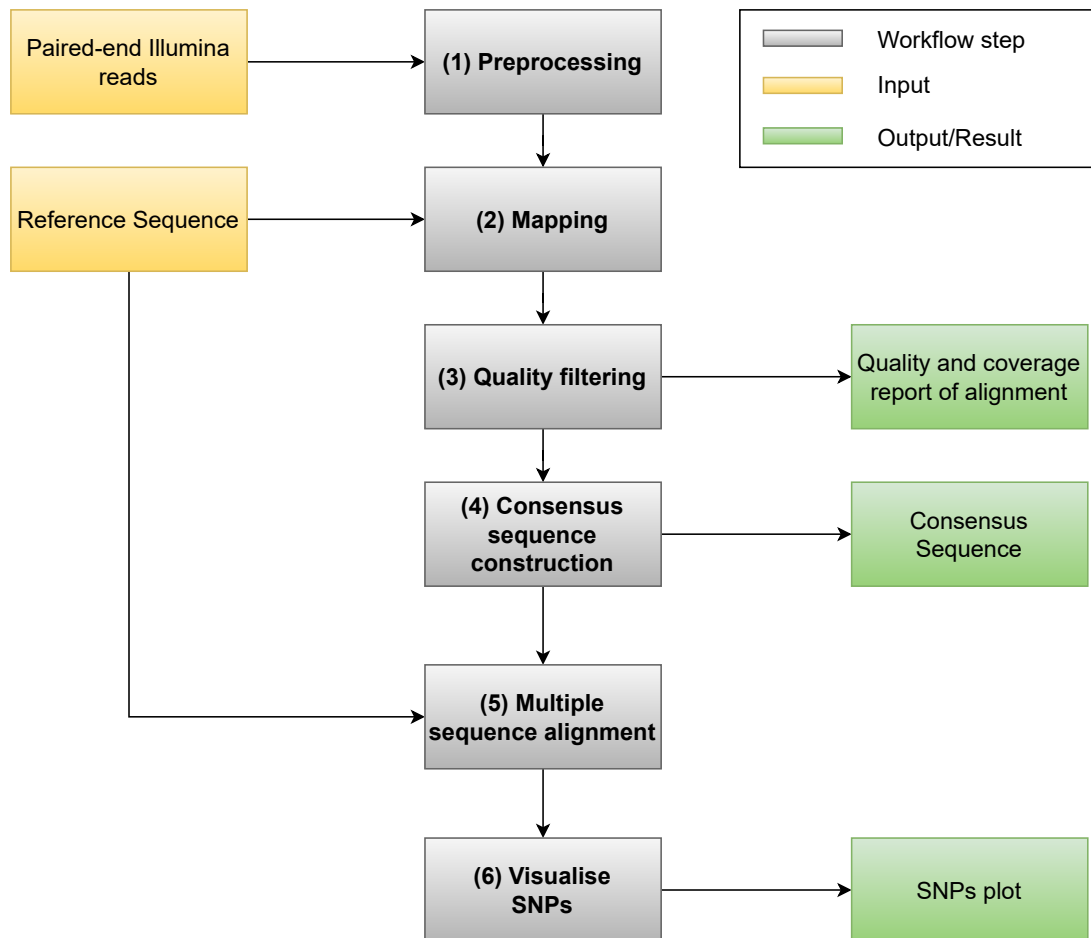 Paired-end Illumina
reads
(1) Preprocessing
Workflow step
Input
Output/Result
Reference Sequence
(2) Mapping
(3) Quality filtering
Quality and coverage
report of alignment
(4) Consensus
sequence
construction
Consensus
Sequence
(5) Multiple
sequence alignment
(6) Visualise
SNPs
SNPs plot